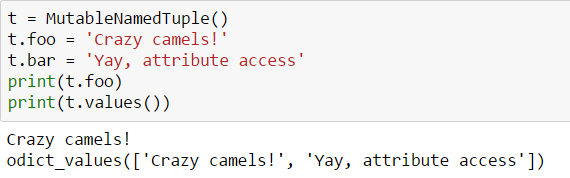 t = MutableNamedTuple()
t.foo = 'Crazy camels!'
t.bar = 'Yay, attribute access'
print(t.foo)
print(t.values())
Crazy camels!
odict_values(['Crazy camels!', 'Yay, attribute access'])